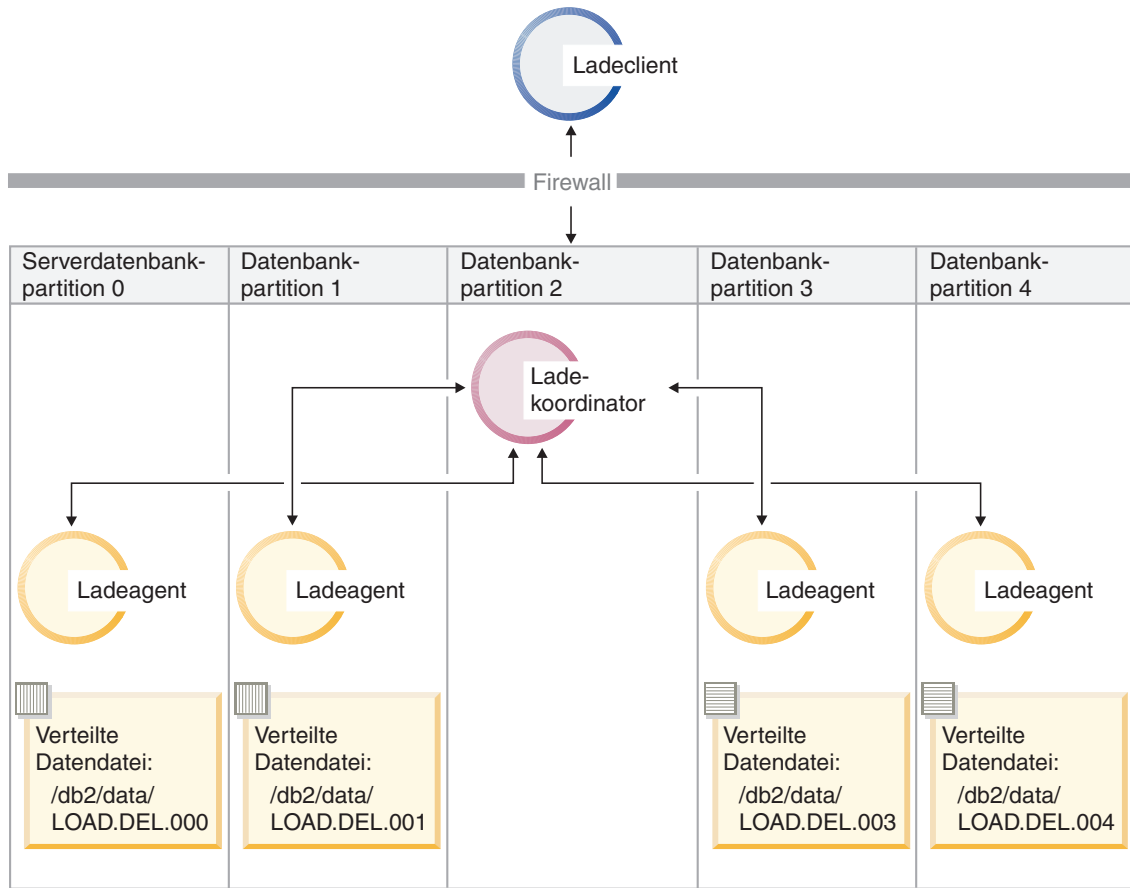 Ladeclient
Firewall
Serverdatenbank-
partition 0
Datenbank-
partition 1
Datenbank-
partition 2
Datenbank-
partition 3
Datenbank-
partition 4
Lade-
koordinator
Ladeagent
Ladeagent
Ladeagent
Ladeagent
Verteilte
Datendatei:
/db2/data/
LOAD.DEL.000
Verteilte
Datendatei:
/db2/data/
LOAD.DEL.001
Verteilte
Datendatei:
/db2/data/
LOAD.DEL.003
Verteilte
Datendatei:
/db2/data/
LOAD.DEL.004